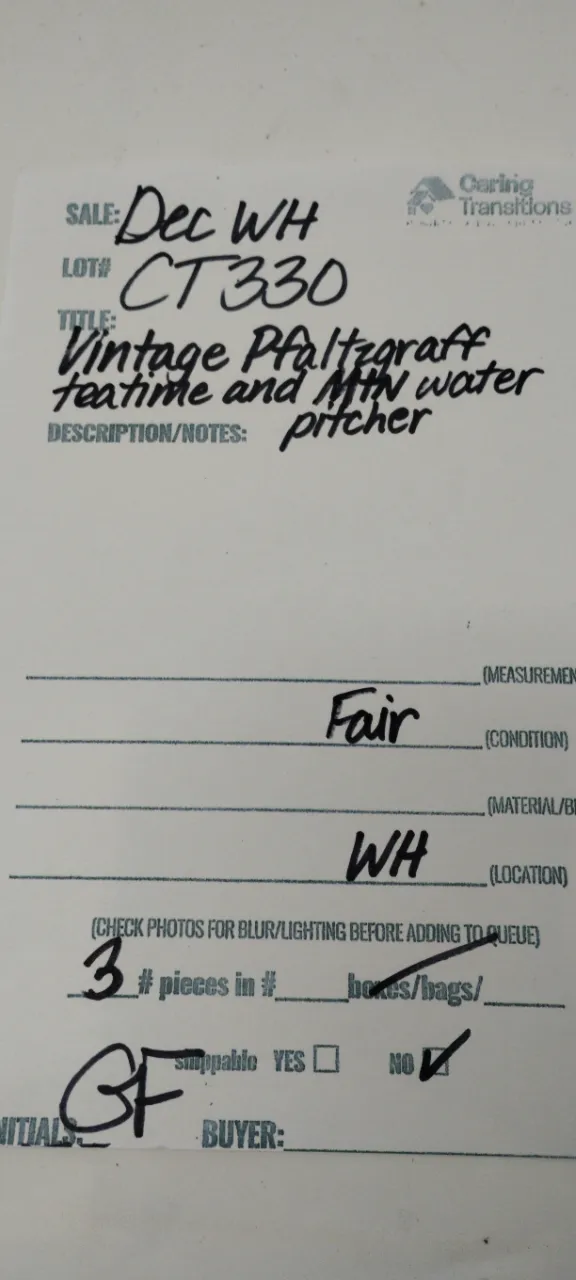 Caring
Transitions
SALE: Dec WH
LOT# CT330
TITLE:
Vintage Pfaltzgraff
teatime and MTN water
pitcher
DESCRIPTION/NOTES:
(MEASUREMEN
Fair (CONDITION)
(MATERIAL/B
WH (LOCATION)
(CHECK PHOTOS FOR BLUR/LIGHTING BEFORE ADDING TO QUEUE)
3 # pieces in #____ boxes/bags/____
shippable YES ☐ NO ☑
NITIALS: GF BUYER: